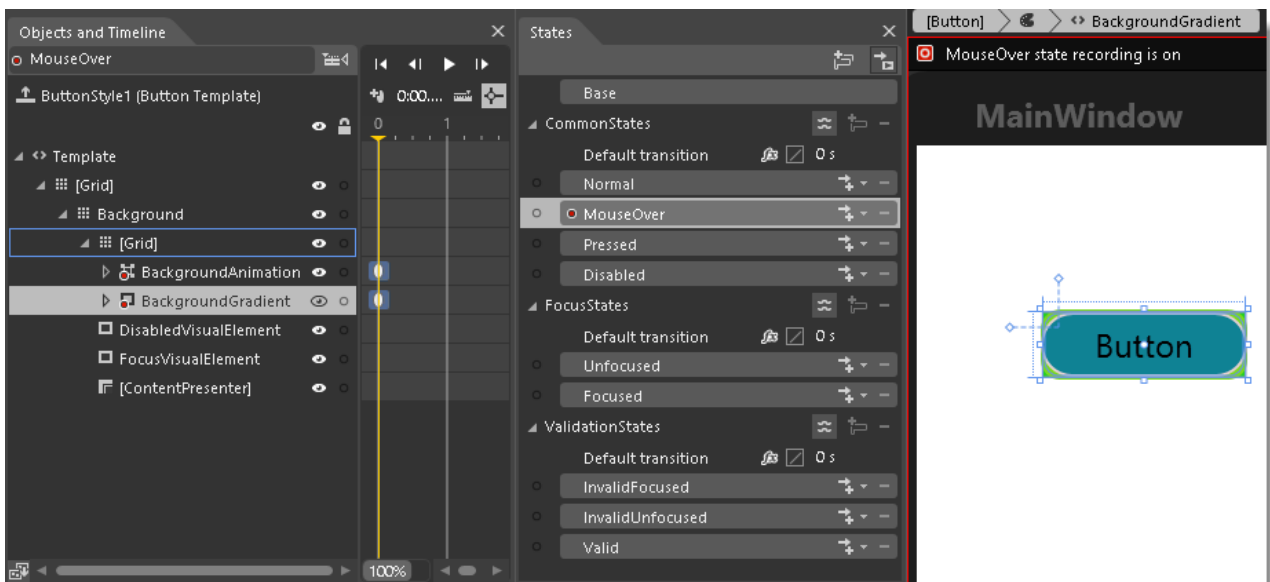 Objects and Timeline
MouseOver
0:00....
ButtonStyle1 (Button Template)
0 1
Template
[Grid]
Background
[Grid]
BackgroundAnimation
BackgroundGradient
DisabledVisualElement
FocusVisualElement
[ContentPresenter]
100%
States
Base
CommonStates
Default transition 0 s
Normal
MouseOver
Pressed
Disabled
FocusStates
Default transition 0 s
Unfocused
Focused
ValidationStates
Default transition 0 s
InvalidFocused
InvalidUnfocused
Valid
[Button] BackgroundGradient
MouseOver state recording is on
MainWindow
Button